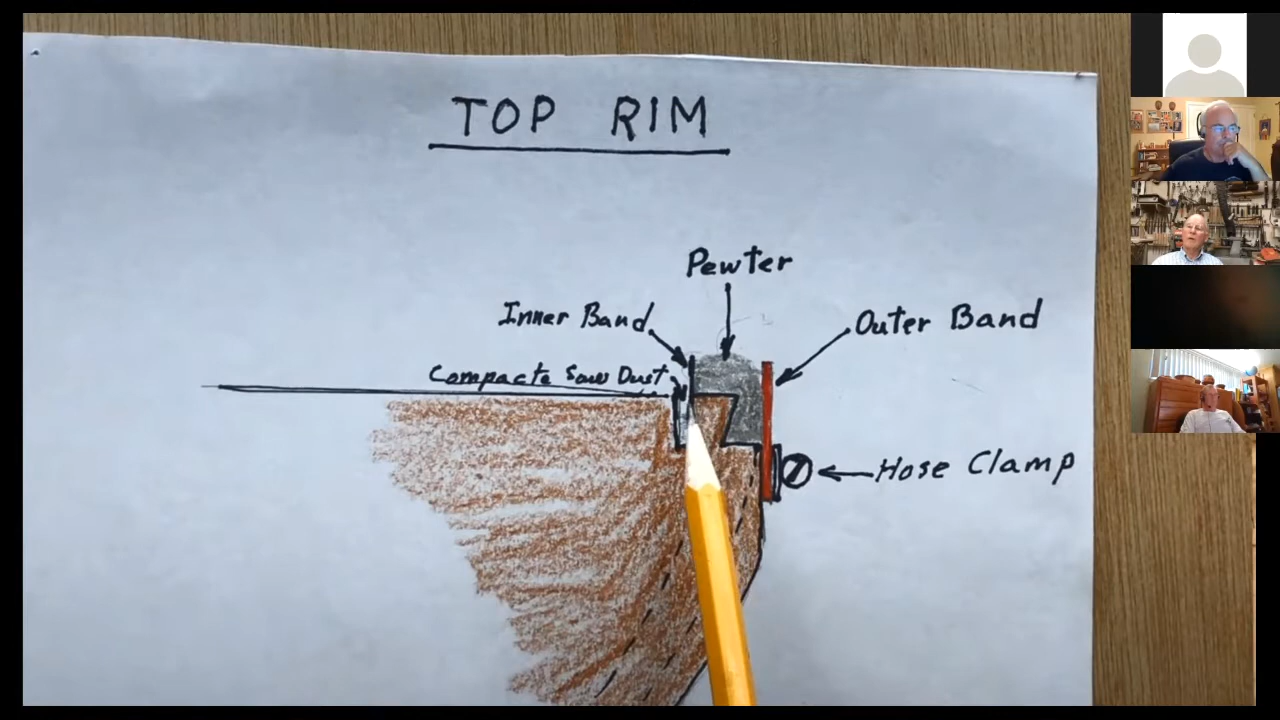 TOP RIM
Pewter
Inner Band
Outer Band
Compacte Saw Dust
Hose Clamp